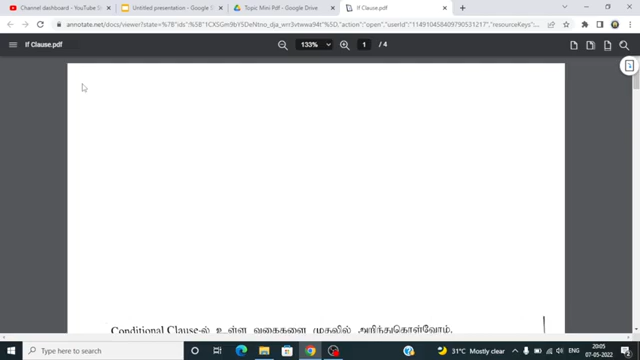 Channel dashboard - YouTube St
Untitled presentation - Google S
Topic Mini Pdf - Google Drive
If Clause.pdf
If Clause.pdf
133%
1 / 4
Conditional Clause-ல் உள்ள வகைகளை முதலில் அறிந்துகொள்வோம்.
Type here to search
31°C Mostly clear
ENG
20:05
07-05-2022